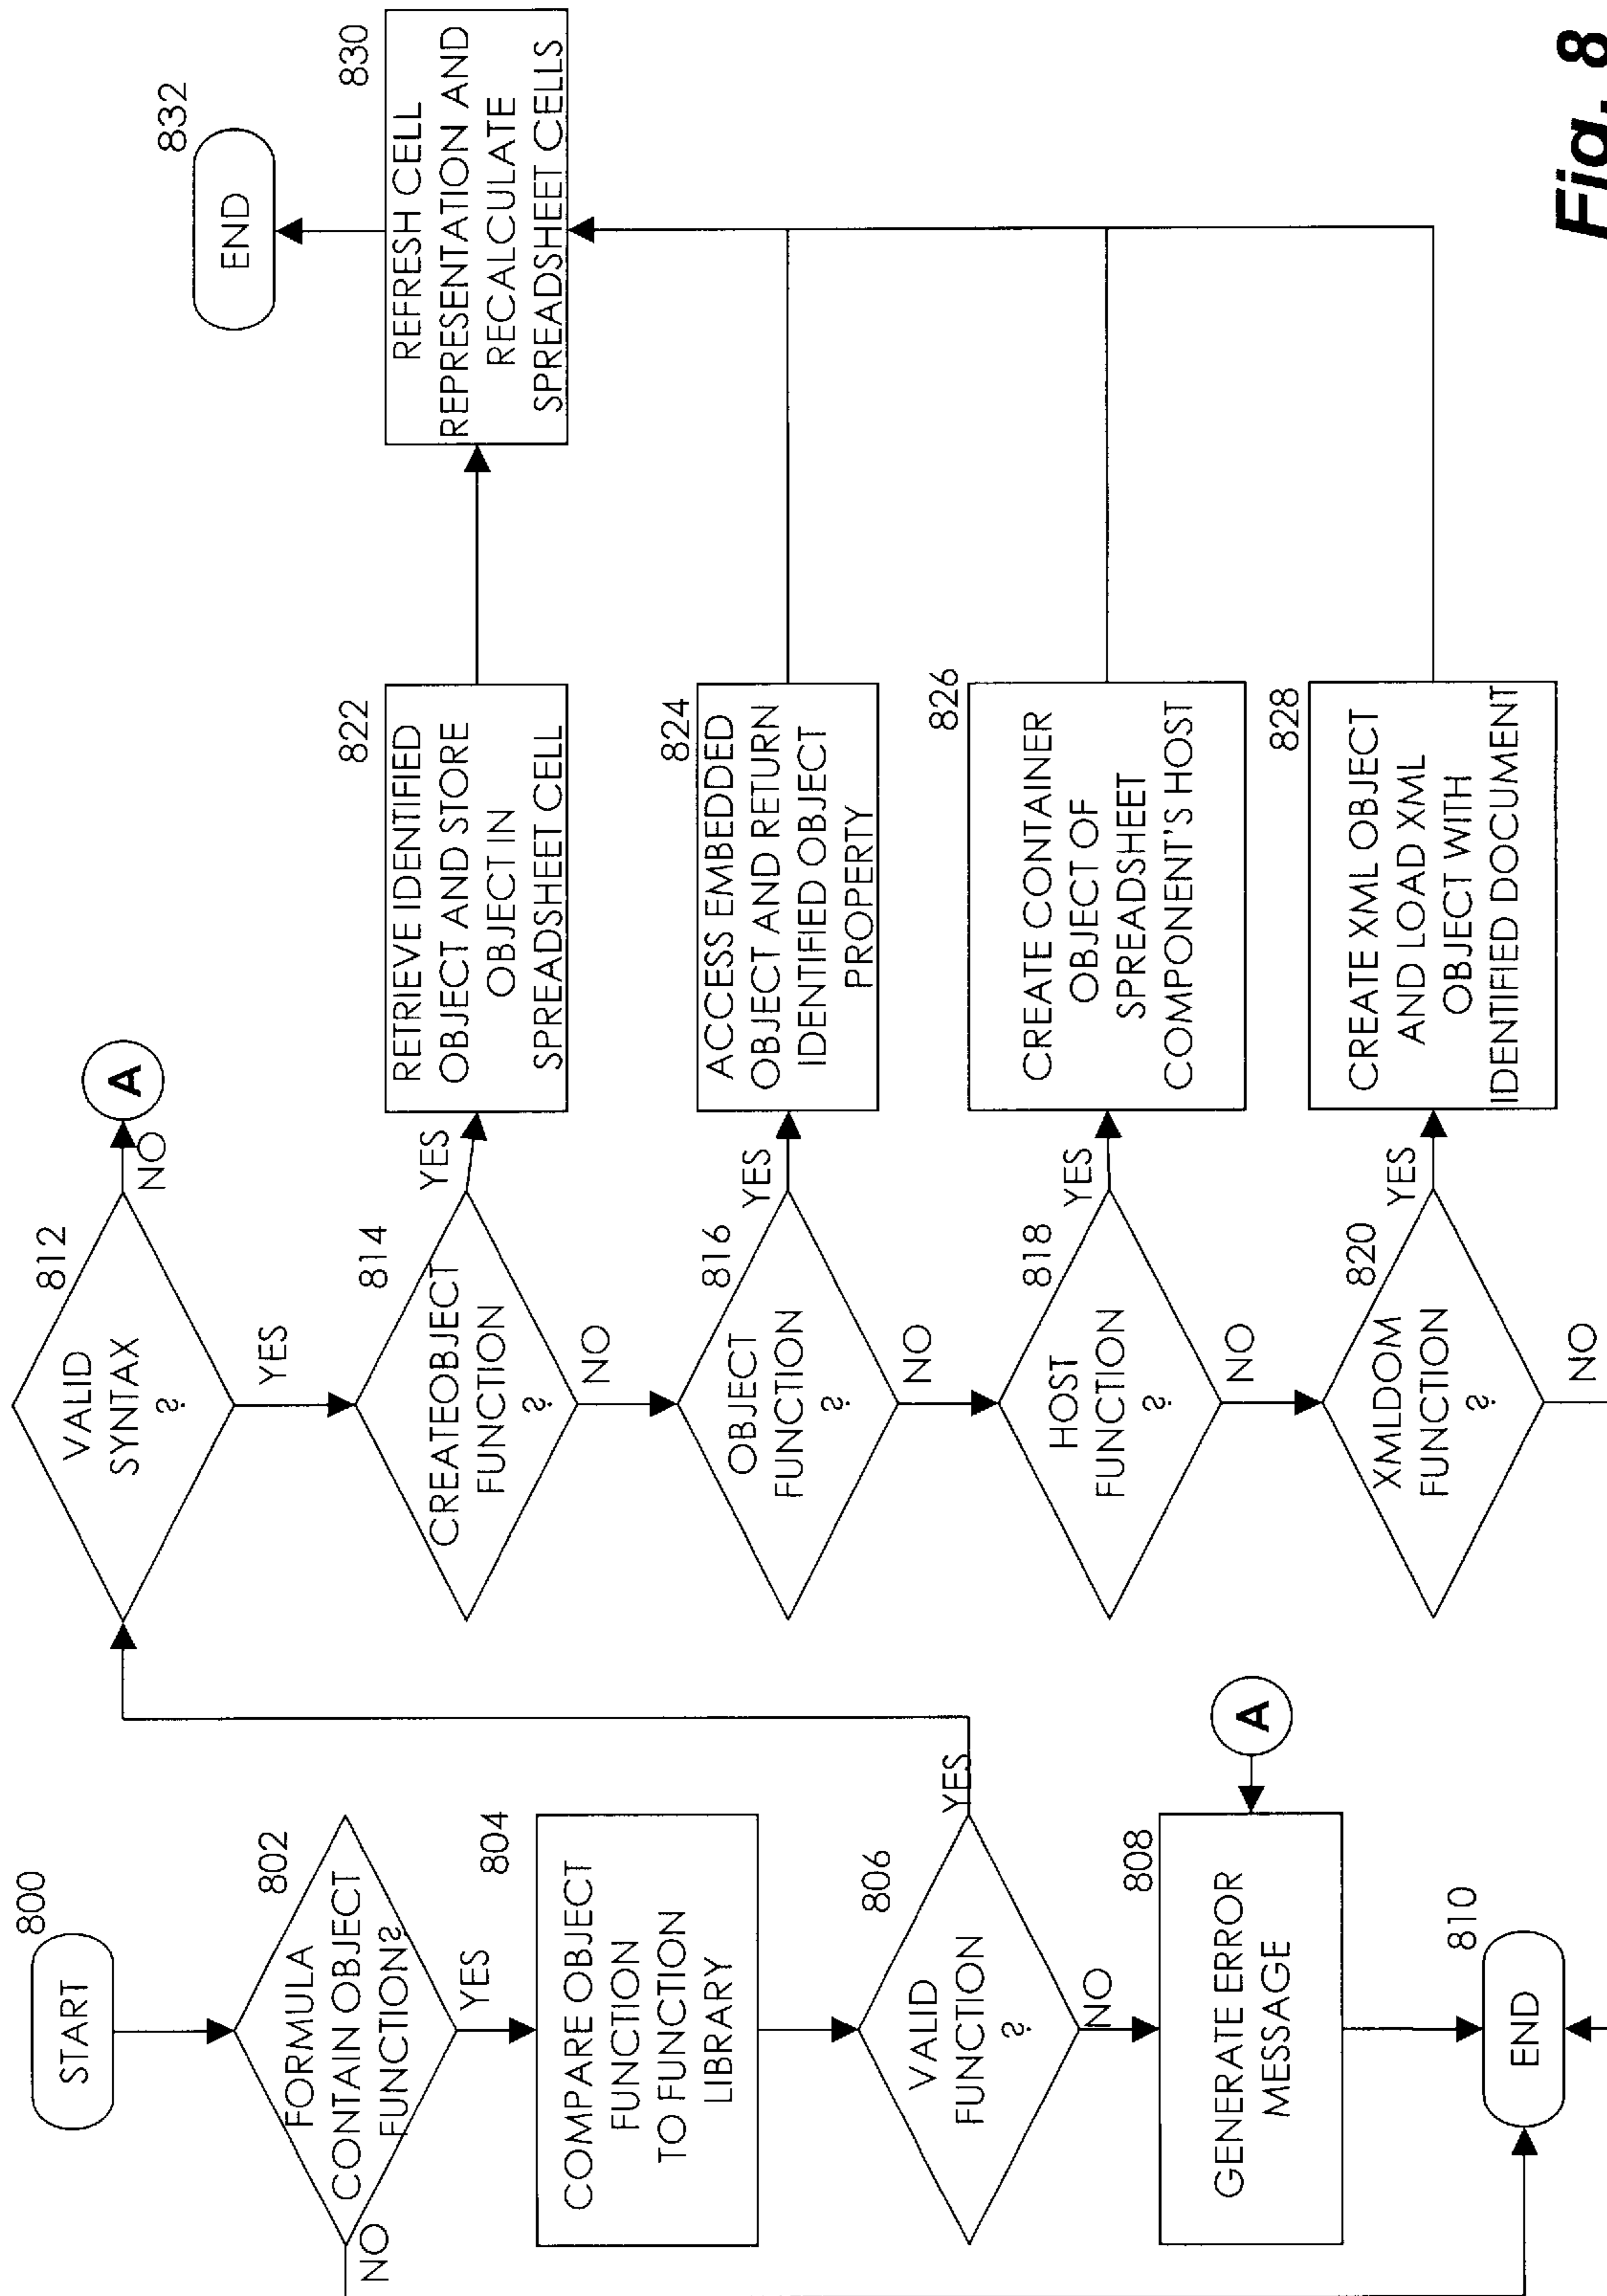 800
START
802
FORMULA
CONTAIN OBJECT
FUNCTION?
NO
YES
804
COMPARE OBJECT
FUNCTION
TO FUNCTION
LIBRARY
806
VALID
FUNCTION
?
YES
NO
808
GENERATE ERROR
MESSAGE
A
810
END
812
VALID
SYNTAX
?
NO
A
YES
814
CREATEOBJECT
FUNCTION
?
YES
NO
816
OBJECT
FUNCTION
?
YES
NO
818
HOST
FUNCTION
?
YES
NO
820
XMLDOM
FUNCTION
?
YES
NO
822
RETRIEVE IDENTIFIED
OBJECT AND STORE
OBJECT IN
SPREADSHEET CELL
824
ACCESS EMBEDDED
OBJECT AND RETURN
IDENTIFIED OBJECT
PROPERTY
826
CREATE CONTAINER
OBJECT OF
SPREADSHEET
COMPONENT'S HOST
828
CREATE XML OBJECT
AND LOAD XML
OBJECT WITH
IDENTIFIED DOCUMENT
832
END
830
REFRESH CELL
REPRESENTATION AND
RECALCULATE
SPREADSHEET CELLS
Fig. 8